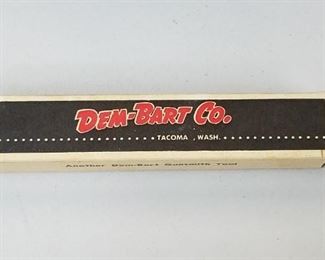 DEM-BART CO.
TACOMA, WASH.
Another Dem-Bart Gunsmith Tool